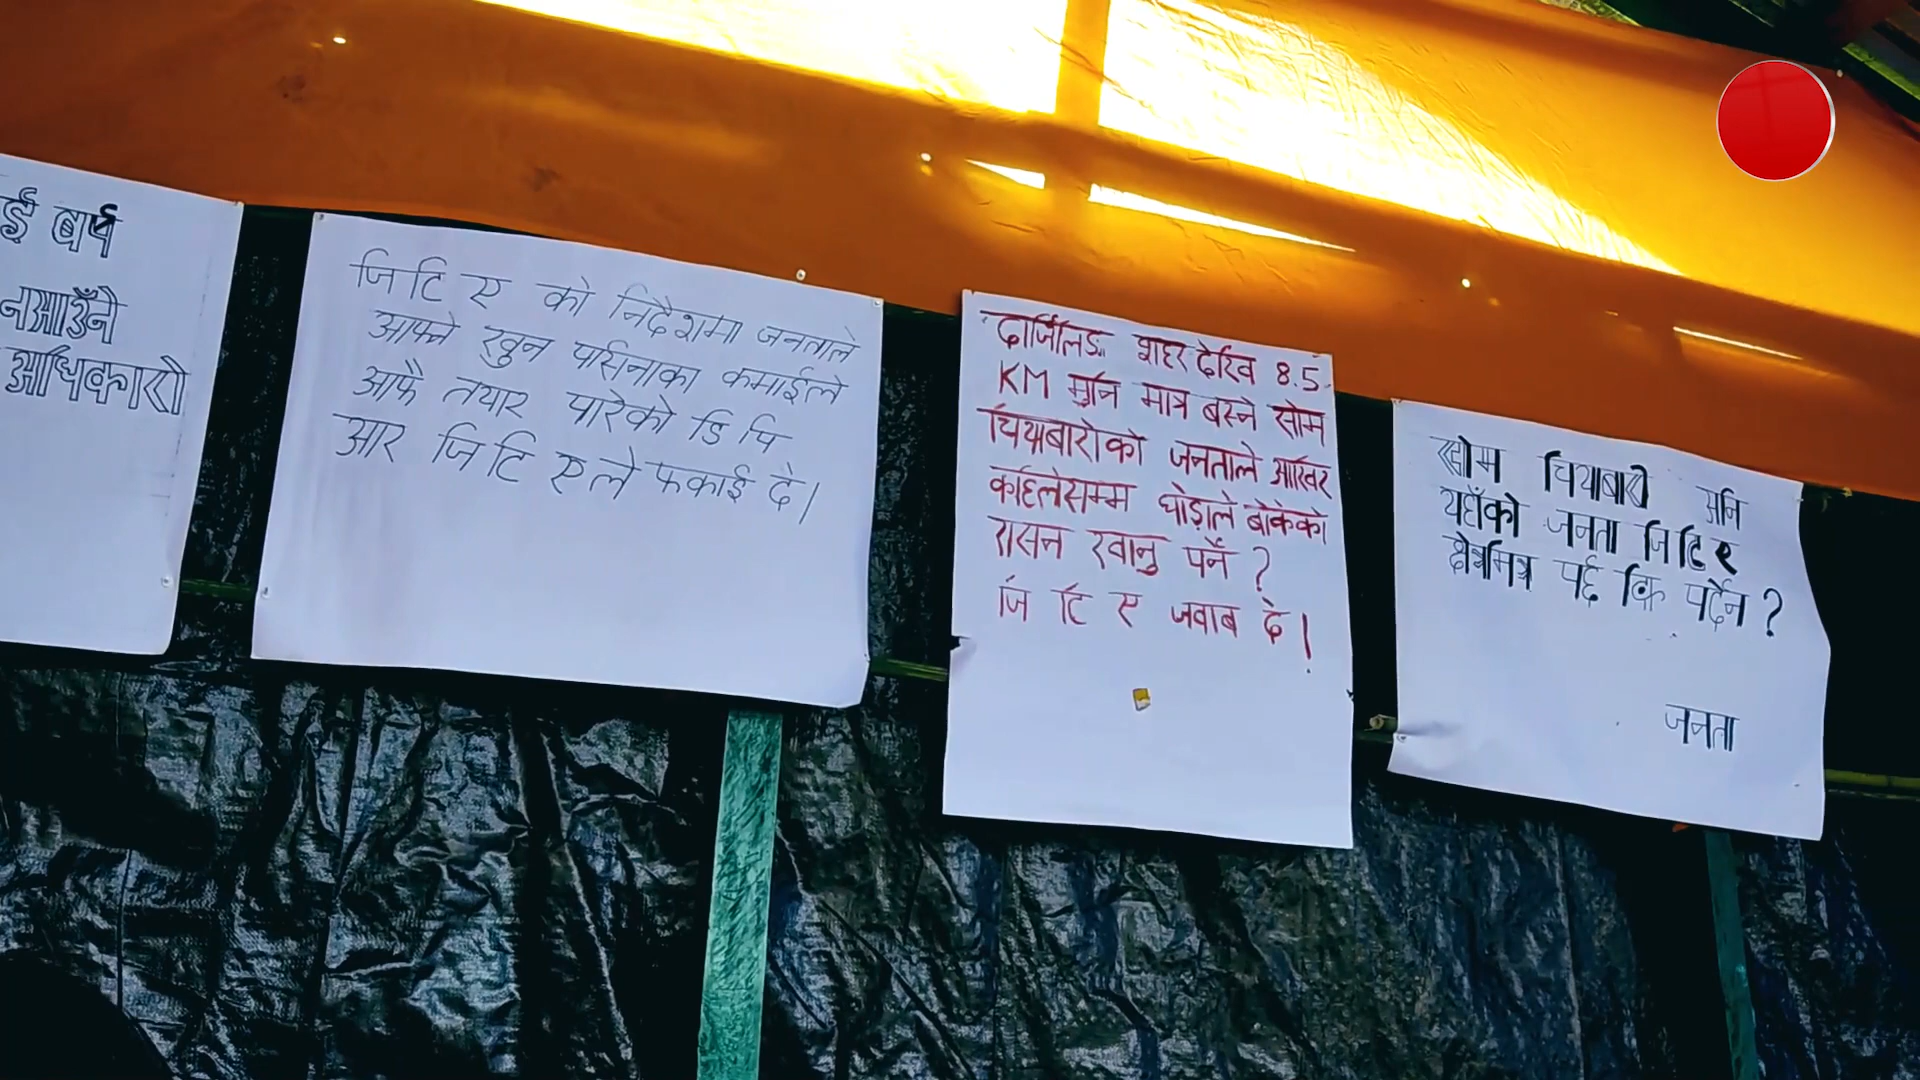 ई बर्ष
नआउँने
अधिकारी
जि टि ए को निर्देशमा जनताले
आफ्नै खुन पसिनाका कमाईले
आफै तयार पारेको डि पि
आर जि टि ए ले फर्काई दे।
दार्जिलिङ शहर देखि 8.5
KM मुनि मात्र बस्ने सोम
चियाबारीको जनताले आखिर
कहिलेसम्म घोडाले बोकेको
रासन खानु पर्ने ?
जि टि ए जवाब दे।
सोम चियाबारी अनि
यहाँको जनता जि टि ए
क्षेत्रभित्र पर्छ कि पर्दैन ?
जनता